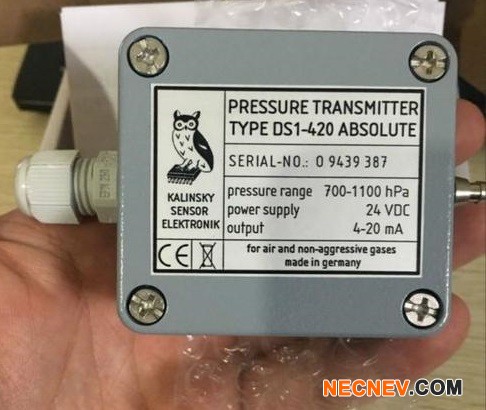 PRESSURE TRANSMITTER
TYPE DS1-420 ABSOLUTE
SERIAL-NO.: 0 9439 387
KALINSKY
SENSOR
ELEKTRONIK
pressure range 700-1100 hPa
power supply 24 VDC
output 4-20 mA
CE
for air and non-aggressive gases
made in germany
NECNEV.COM